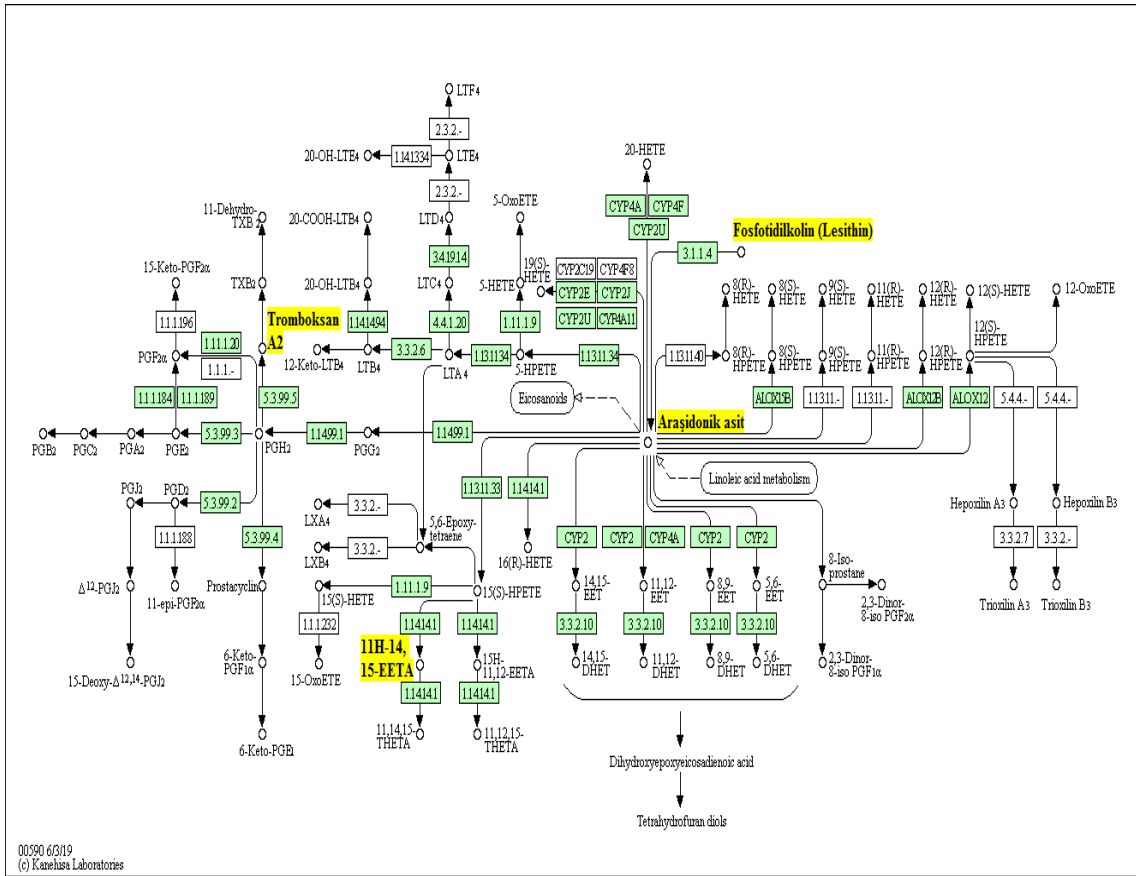 LTF4
2.3.2.-
20-HETE
20-OH-LTE4
1.14.13.34
LTE4
2.3.2.-
CYP4A
CYP4F
CYP2U
11-Dehydro-
TXB2
20-COOH-LTB4
LTD4
5-OxoETE
Fosfotidilkolin (Lesithin)
3.1.1.4
3.4.19.14
19(S)-
HETE
CYP2C19
CYP4F8
CYP2E
CYP2J
CYP2U
CYP4A11
15-Keto-PGF2α
TXB2
20-OH-LTB4
LTC4
5-HETE
8(R)-
HETE
8(S)-
HETE
9(S)-
HETE
11(R)-
HETE
12(R)-
HETE
12(S)-HETE
12-OxoETE
1.1.1.196
Tromboksan
A2
1.14.14.94
4.4.1.20
1.11.1.9
12(S)-
HPETE
1.11.1.20
1.1.1.-
PGF2α
12-Keto-LTB4
LTB4
3.3.2.6
LTA4
1.13.11.34
5-HPETE
1.13.11.34
1.13.11.40
8(R)-
HPETE
8(S)-
HPETE
9(S)-
HPETE
11(R)-
HPETE
12(R)-
HPETE
1.1.1.184
1.1.1.189
5.3.99.5
Eicosanoids
ALOX15B
1.13.11.-
1.13.11.-
ALOX12B
ALOX12
5.4.4.-
5.4.4.-
Araşidonik asit
PGB2
PGC2
PGA2
PGE2
5.3.99.3
PGH2
1.14.99.1
PGG2
1.14.99.1
Linoleic acid metabolism
PGJ2
PGD2
5.3.99.2
1.13.11.33
1.14.14.1
LXA4
3.3.2.-
Hepoxilin A3
Hepoxilin B3
1.1.1.188
5.3.99.4
LXB4
3.3.2.-
5,6-Epoxy-
tetraene
16(R)-HETE
CYP2
CYP2
CYP4A
CYP2
CYP2
8-Iso-
prostane
3.3.2.7
3.3.2.-
Δ12-PGJ2
11-epi-PGF2α
Prostacyclin
1.11.1.9
15(S)-HETE
15(S)-HPETE
14,15-
EET
11,12-
EET
8,9-
EET
5,6-
EET
2,3-Dinor-
8-iso PGF2α
Trioxilin A3
Trioxilin B3
1.1.1.232
1.14.14.1
1.14.14.1
3.3.2.10
3.3.2.10
3.3.2.10
3.3.2.10
15-Deoxy-Δ12,14-PGJ2
6-Keto-
PGF1α
15-OxoETE
11H-14,
15-EETA
15H-
11,12-EETA
14,15-
DHET
11,12-
DHET
8,9-
DHET
5,6-
DHET
2,3-Dinor-
8-iso PGF1α
1.14.14.1
1.14.14.1
6-Keto-PGE1
11,14,15-
THETA
11,12,15-
THETA
Dihydroxyepoxyeicosadienoic acid
Tetrahydrofuran diols
00590 6/3/19
(c) Kanehisa Laboratories